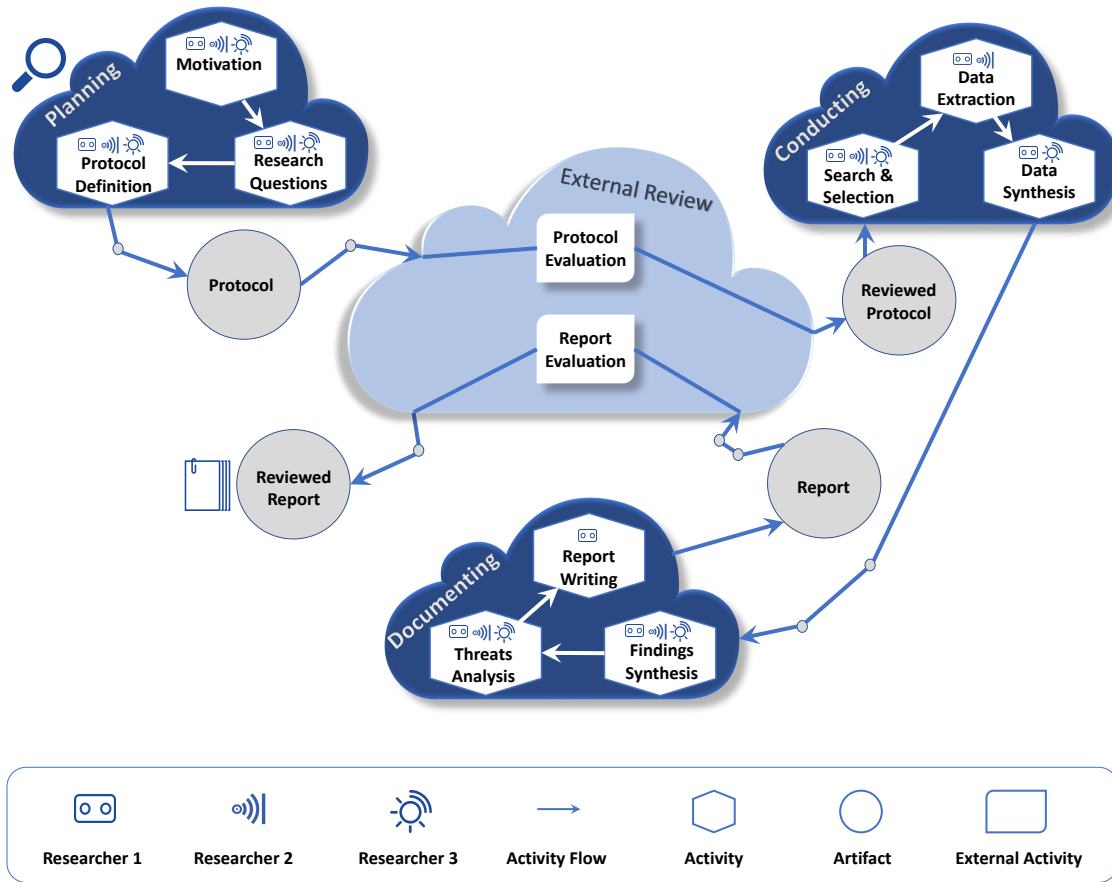 Planning
Motivation
Research
Questions
Protocol
Definition
Conducting
Data
Extraction
Search &
Selection
Data
Synthesis
External Review
Protocol
Evaluation
Report
Evaluation
Protocol
Reviewed
Protocol
Reviewed
Report
Report
Documenting
Report
Writing
Threats
Analysis
Findings
Synthesis
Researcher 1
Researcher 2
Researcher 3
Activity Flow
Activity
Artifact
External Activity